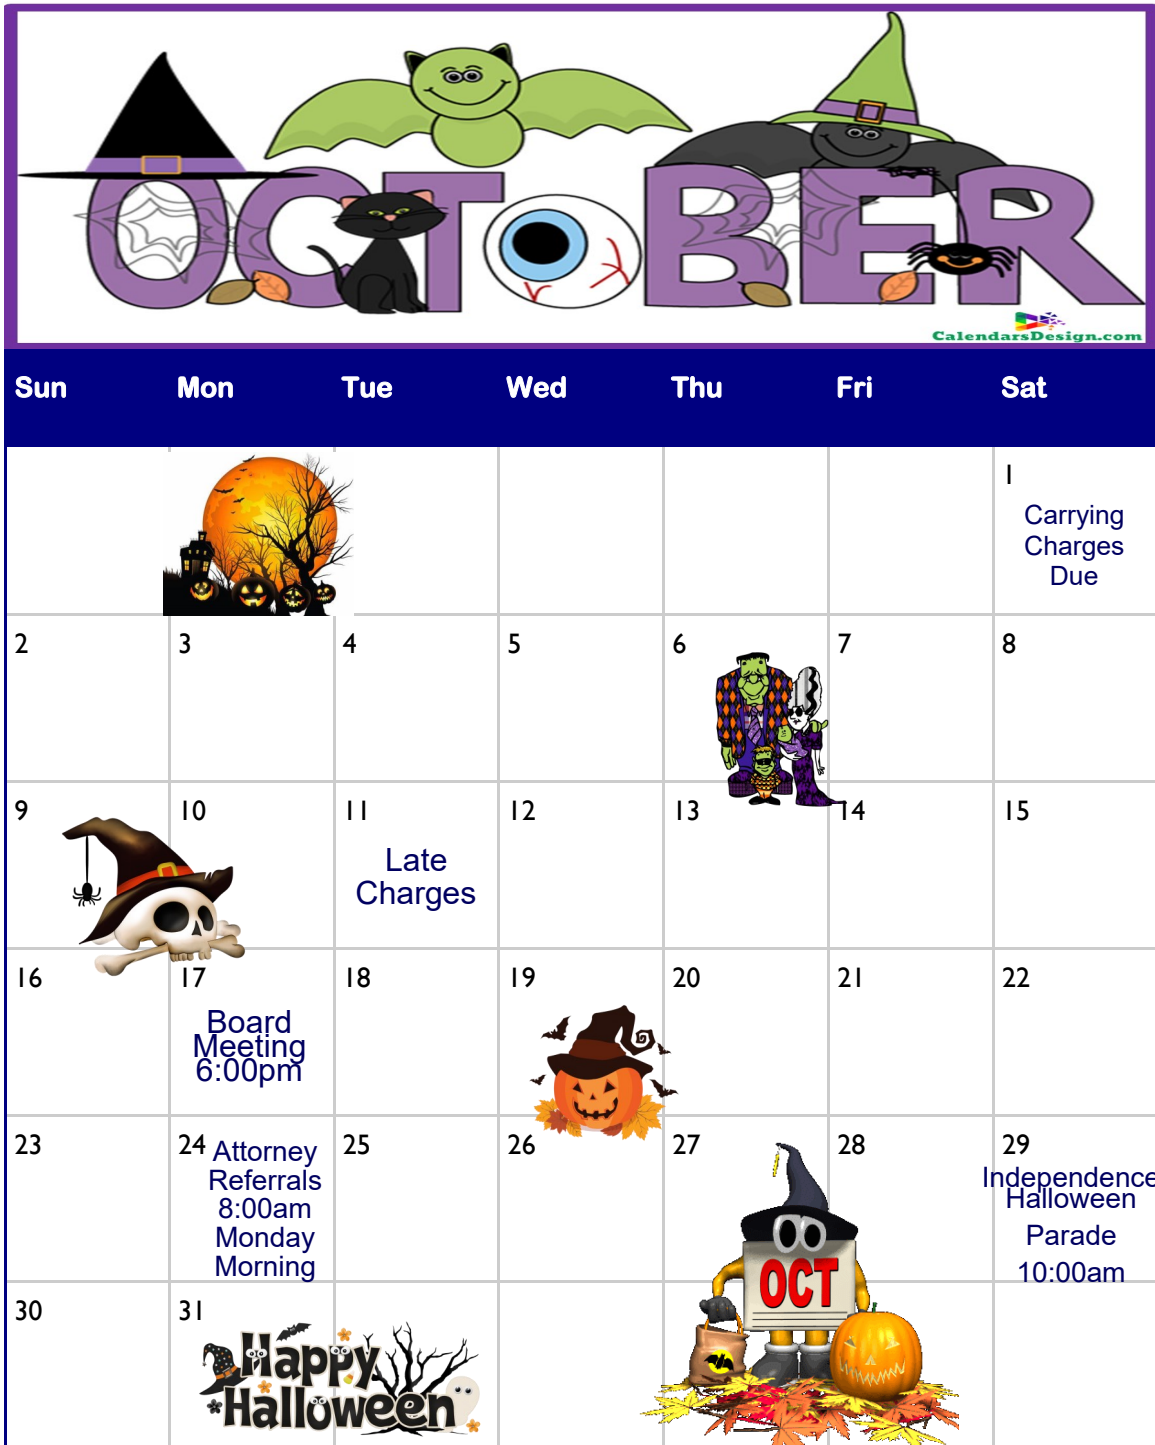 OCTOBER
CalendarsDesign.com
Sun Mon Tue Wed Thu Fri Sat
1
Carrying
Charges
Due
2 3 4 5 6 7 8
9 10 11 12 13 14 15
Late
Charges
16 17 18 19 20 21 22
Board
Meeting
6:00pm
23 24 25 26 27 28 29
Attorney
Referrals
8:00am
Monday
Morning
OCT
Independence
Halloween
Parade
10:00am
30 31
Happy
Halloween